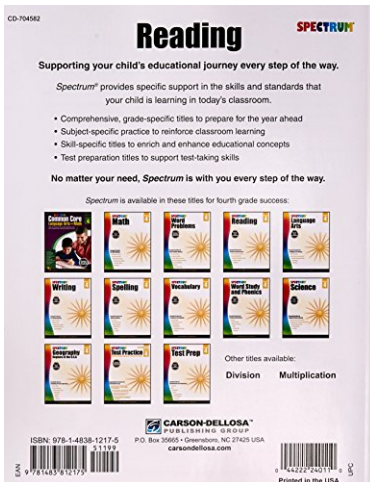 CD-704582
SPECTRUM
Reading
Supporting your child's educational journey every step of the way.
Spectrum® provides specific support in the skills and standards that
your child is learning in today's classroom.
• Comprehensive, grade-specific titles to prepare for the year ahead
• Subject-specific practice to reinforce classroom learning
• Skill-specific titles to enrich and enhance educational concepts
• Test preparation titles to support test-taking skills
No matter your need, Spectrum is with you every step of the way.
Spectrum is available in these titles for fourth grade success:
Common Core
Language Arts and Math
Math
Word
Problems
Reading
Language
Arts
Writing
Spelling
Vocabulary
Word Study
and Phonics
Science
Geography
Test Practice
Test Prep
Other titles available:
Division Multiplication
CARSON-DELLOSA™
PUBLISHING GROUP
P.O. Box 35665 • Greensboro, NC 27425 USA
carsondellosa.com
ISBN: 978-1-4838-1217-5
51199
EAN
9 781483 812175
0 44222 24011 0
UPC
Printed in the USA